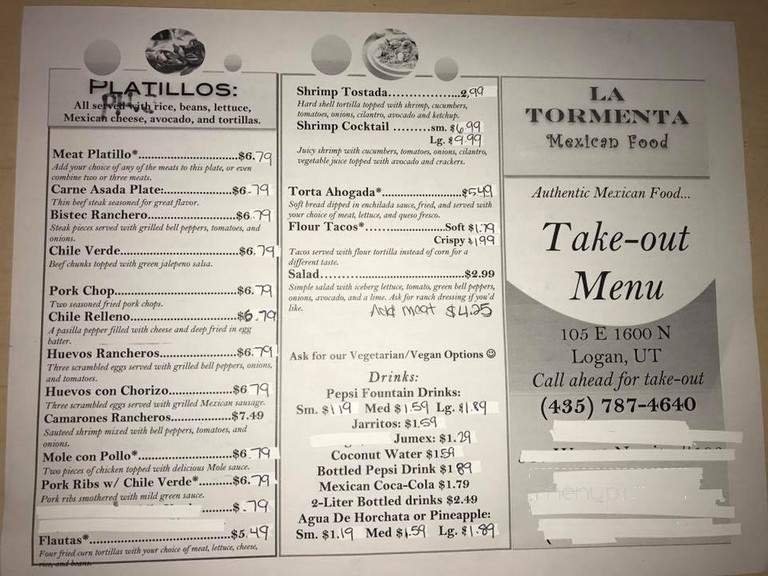 PLATILLOS:
All served with rice, beans, lettuce,
Mexican cheese, avocado, and tortillas.
Meat Platillo*........................$6.79
Add your choice of any of the meats to this plate, or even
combine two or three meats.
Carne Asada Plate:..............$6.79
Thin beef steak seasoned for great flavor.
Bistec Ranchero...................$6.79
Steak pieces served with grilled bell peppers, tomatoes, and
onions.
Chile Verde..........................$6.79
Beef chunks topped with green jalepeno salsa.
Pork Chop............................$6.79
Two seasoned fried pork chops.
Chile Relleno........................$6.79
A pasilla pepper filled with cheese and deep fried in egg
batter.
Huevos Rancheros................$6.79
Three scrambled eggs served with grilled bell peppers, onions,
and tomatoes.
Huevos con Chorizo..............$6.79
Three scrambled eggs served with grilled Mexican sausage.
Camarones Rancheros..........$7.49
Sauteed shrimp mixed with bell peppers, tomatoes, and
onions.
Mole con Pollo*....................$6.79
Two pieces of chicken topped with delicious Mole sauce.
Pork Ribs w/ Chile Verde*......$6.79
Pork ribs smothered with mild green sauce.
$ .79
Flautas*...............................$5.49
Four fried corn tortillas with your choice of meat, lettuce, cheese,
rice, and beans.
Shrimp Tostada...................2.99
Hard shell tortilla topped with shrimp, cucumbers,
tomatoes, onions, cilantro, avocado and ketchup.
Shrimp Cocktail .........sm. $6.99
Lg. $9.99
Juicy shrimp with cucumbers, tomatoes, onions, cilantro,
vegetable juice topped with avocado and crackers.
Torta Ahogada*.....................$5.49
Soft bread dipped in enchilada sauce, fried, and served with
your choice of meat, lettuce, and queso fresco.
Flour Tacos*...................Soft $1.79
Crispy $1.99
Tacos served with flour tortilla instead of corn for a
different taste.
Salad....................................$2.99
Simple salad with iceberg lettuce, tomato, green bell peppers,
onions, avocado, and a lime. Ask for ranch dressing if you'd
like.
Add meat $4.25
Ask for our Vegetarian/Vegan Options ☺
Drinks:
Pepsi Fountain Drinks:
Sm. $1.19 Med $1.59 Lg. $1.89
Jarritos: $1.59
Jumex: $1.29
Coconut Water $1.59
Bottled Pepsi Drink $1.89
Mexican Coca-Cola $1.79
2-Liter Bottled drinks $2.49
Agua De Horchata or Pineapple:
Sm. $1.19 Med $1.59 Lg. $1.89
LA
TORMENTA
Mexican Food
Authentic Mexican Food...
Take-out
Menu
105 E 1600 N
Logan, UT
Call ahead for take-out
(435) 787-4640